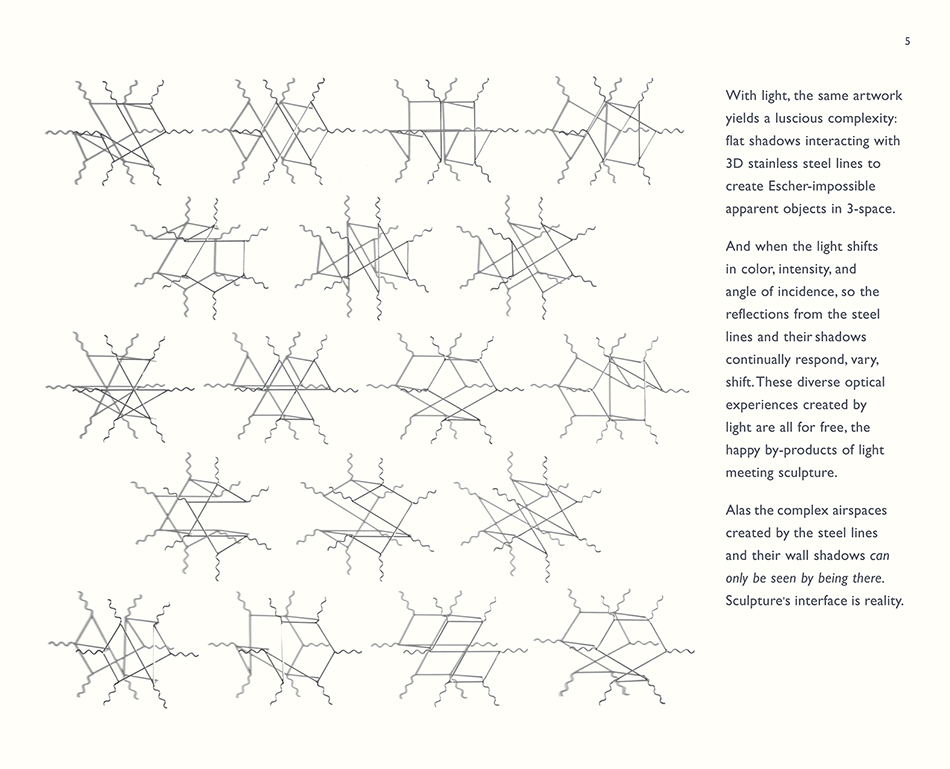 5
With light, the same artwork
yields a luscious complexity:
flat shadows interacting with
3D stainless steel lines to
create Escher-impossible
apparent objects in 3-space.
And when the light shifts
in color, intensity, and
angle of incidence, so the
reflections from the steel
lines and their shadows
continually respond, vary,
shift. These diverse optical
experiences created by
light are all for free, the
happy by-products of light
meeting sculpture.
Alas the complex airspaces
created by the steel lines
and their wall shadows can
only be seen by being there.
Sculpture's interface is reality.